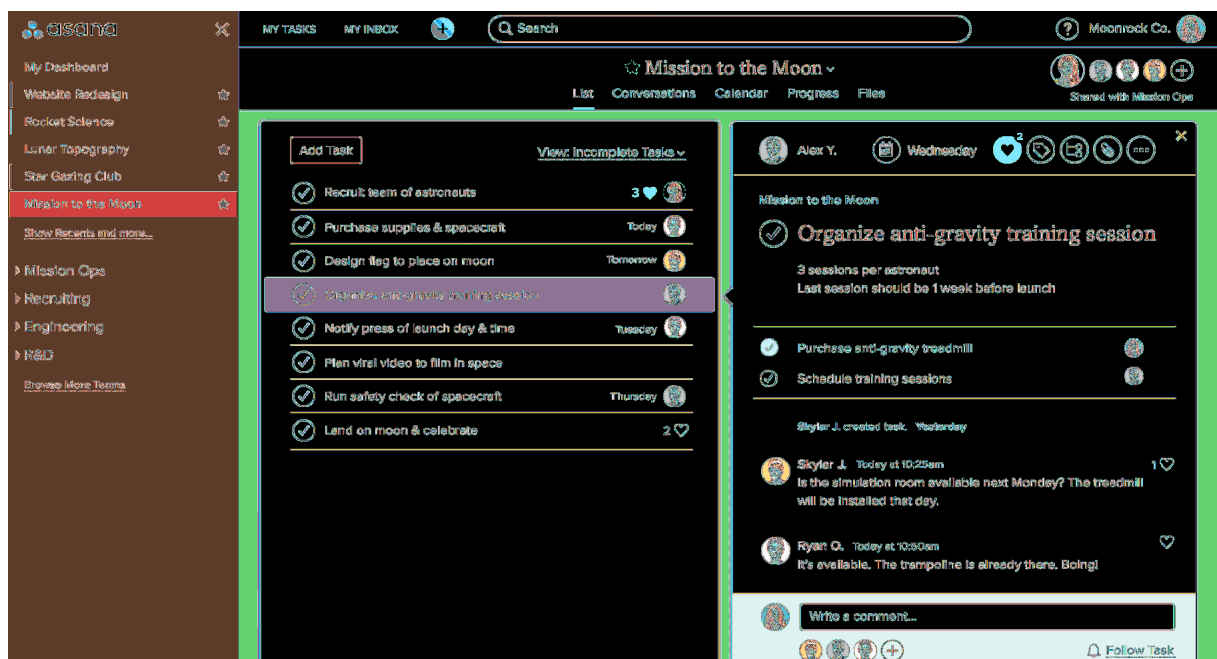 asana
MY TASKS
MY INBOX
Search
?
Moonrock Co.
My Dashboard
Website Redesign
Rocket Science
Lunar Topography
Star Gazing Club
Mission to the Moon
Show Recents and more...
Mission Ops
Recruiting
Engineering
R&D
Browse More Teams
Mission to the Moon
List Conversations Calendar Progress Files
Shared with Mission Ops
Add Task
View: Incomplete Tasks
Recruit team of astronauts 3
Purchase supplies & spacecraft Today
Design flag to place on moon Tomorrow
Organize anti-gravity training session
Notify press of launch day & time Tuesday
Plan viral video to film in space
Run safety check of spacecraft Thursday
Land on moon & celebrate 2
Alex Y.
Wednesday
2
Mission to the Moon
Organize anti-gravity training session
3 sessions per astronaut
Last session should be 1 week before launch
Purchase anti-gravity treadmill
Schedule training sessions
Skyler J. created task. Yesterday
Skyler J. Today at 10:25am 1
Is the simulation room available next Monday? The treadmill
will be installed that day.
Ryan O. Today at 10:50am
It's available. The trampoline is already there. Boing!
Write a comment...
Follow Task